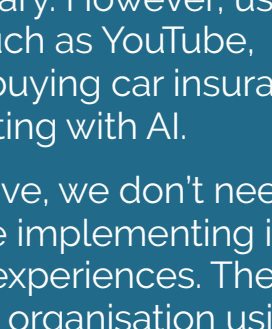 ary. However, us
uch as YouTube,
buying car insura
ting with AI.
ve, we don't nee
e implementing i
experiences. The
organisation usi